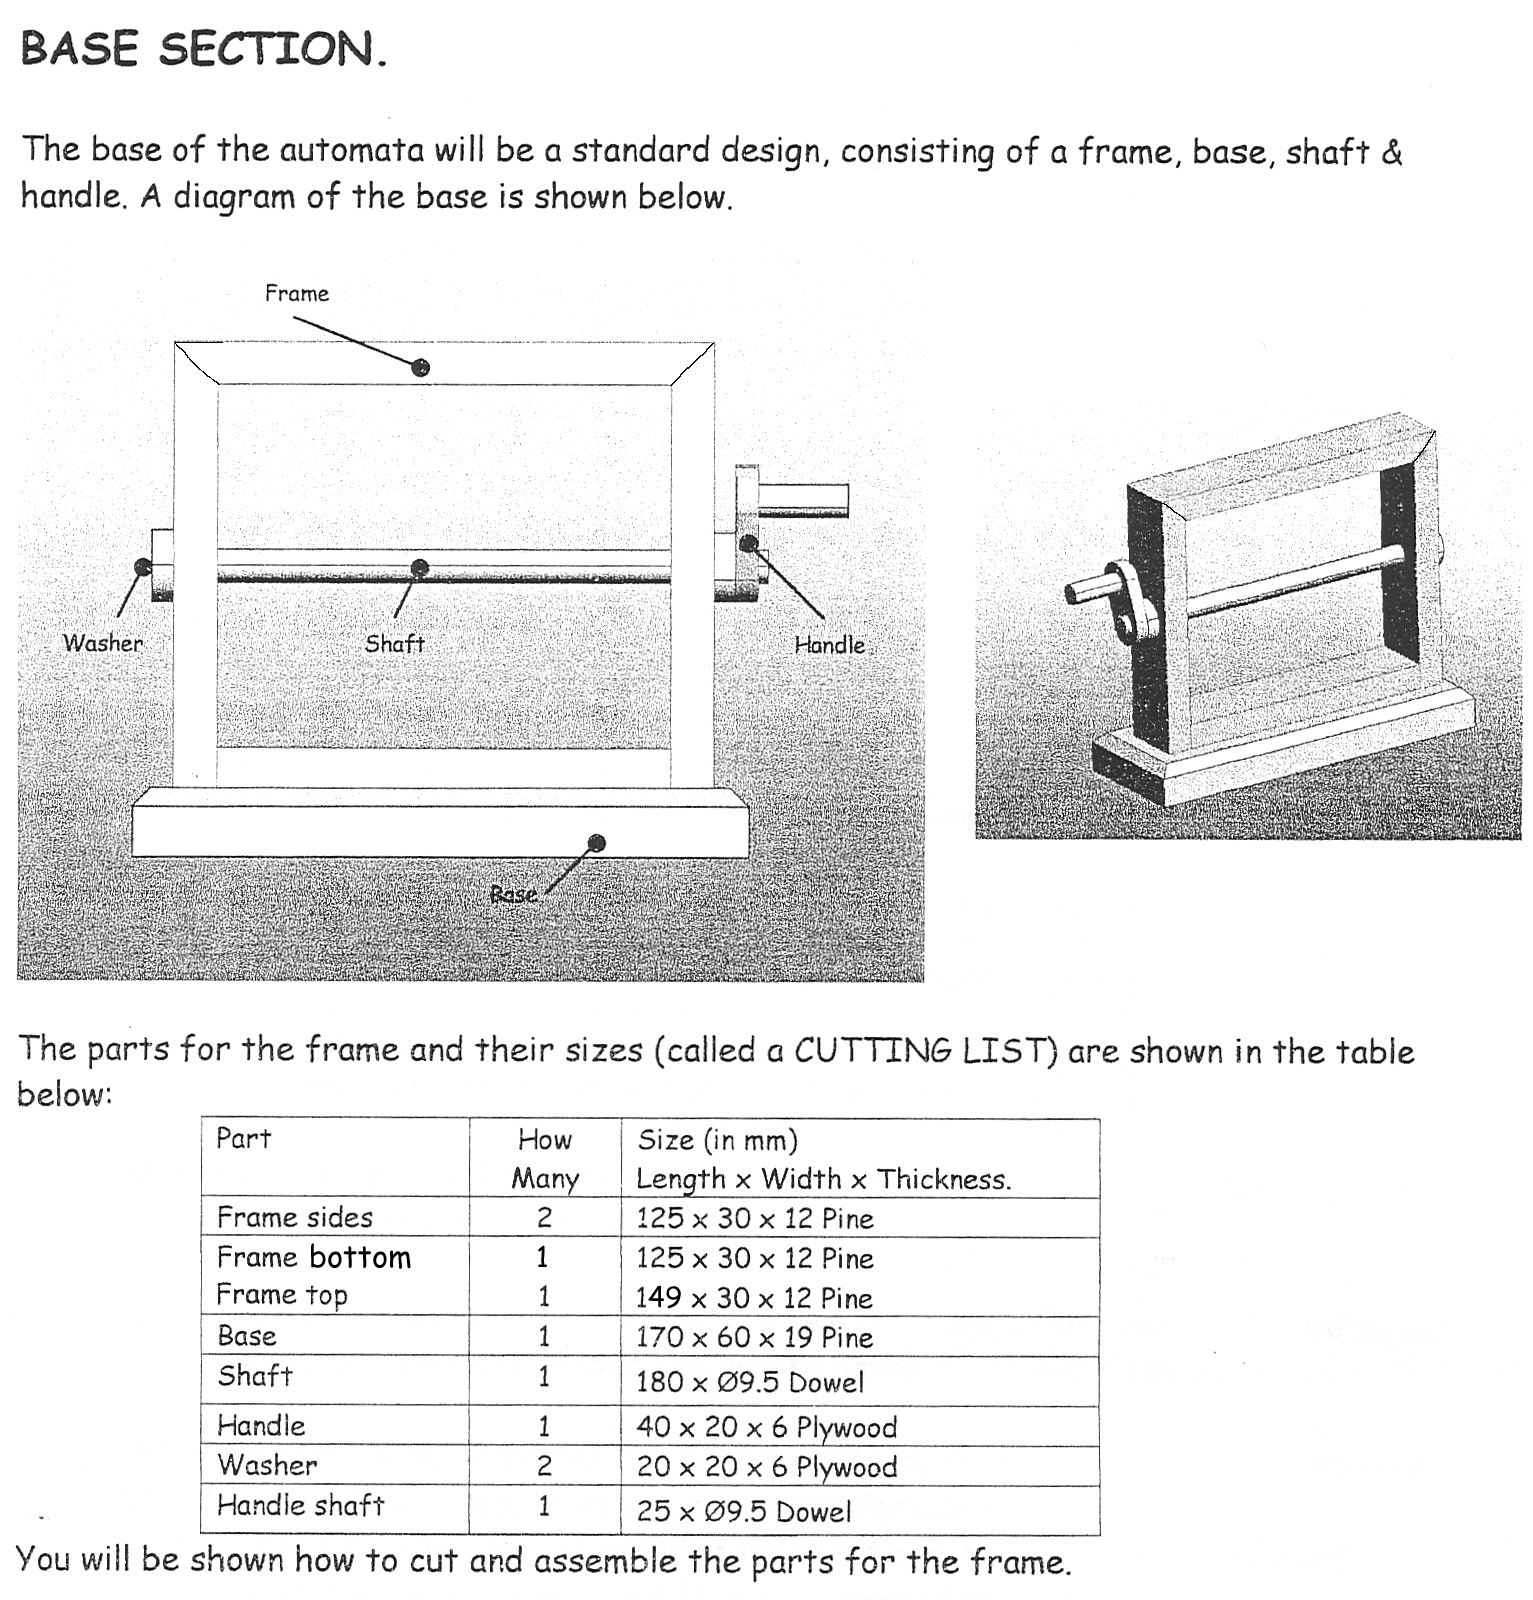 BASE SECTION.
The base of the automata will be a standard design, consisting of a frame, base, shaft &
handle. A diagram of the base is shown below.
Frame
Washer
Shaft
Handle
Base
The parts for the frame and their sizes (called a CUTTING LIST) are shown in the table
below:
Part How Many Size (in mm) Length x Width x Thickness.
Frame sides 2 125 x 30 x 12 Pine
Frame bottom 1 125 x 30 x 12 Pine
Frame top 1 149 x 30 x 12 Pine
Base 1 170 x 60 x 19 Pine
Shaft 1 180 x Ø9.5 Dowel
Handle 1 40 x 20 x 6 Plywood
Washer 2 20 x 20 x 6 Plywood
Handle shaft 1 25 x Ø9.5 Dowel
You will be shown how to cut and assemble the parts for the frame.